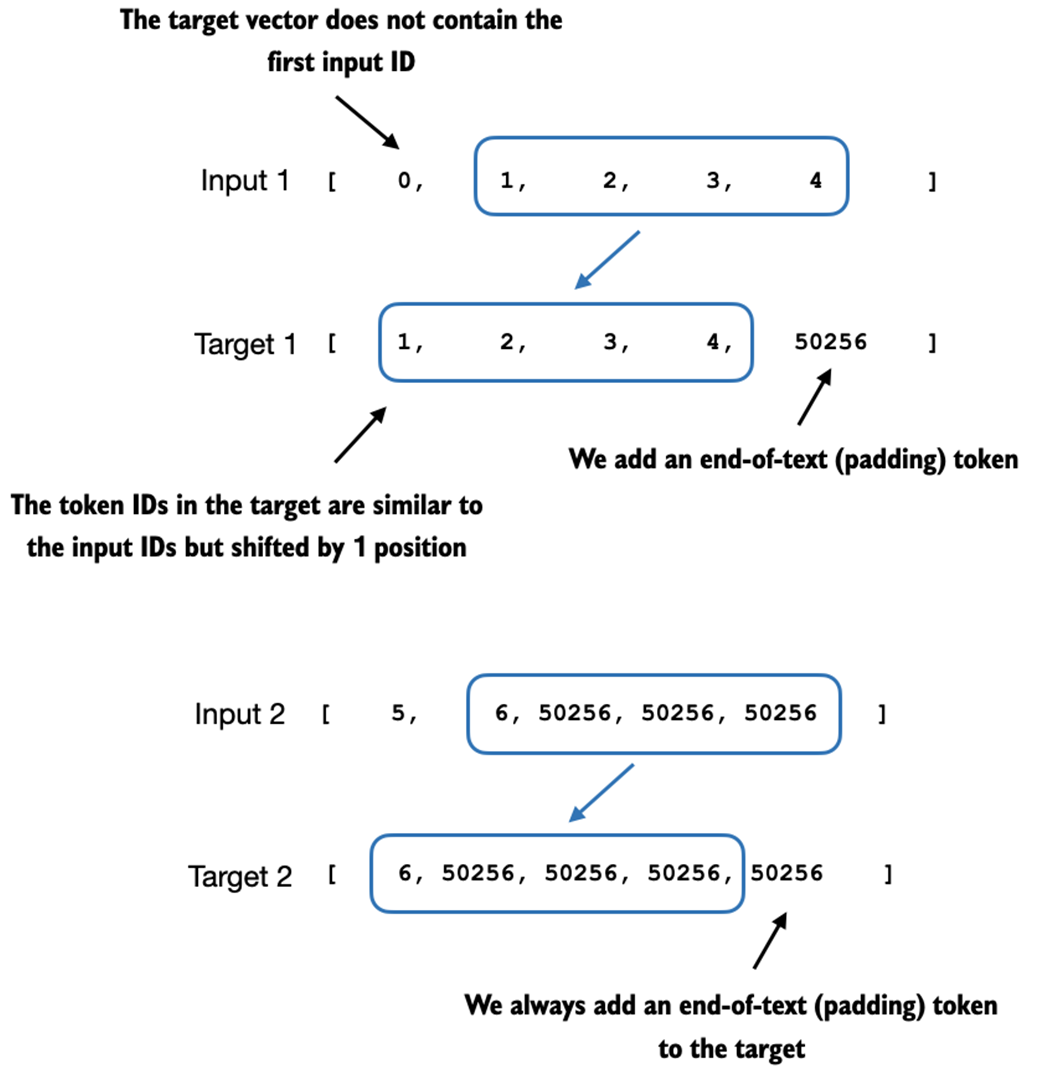 The target vector does not contain the
first input ID
Input 1 [ 0, 1, 2, 3, 4 ]
Target 1 [ 1, 2, 3, 4, 50256 ]
We add an end-of-text (padding) token
The token IDs in the target are similar to
the input IDs but shifted by 1 position
Input 2 [ 5, 6, 50256, 50256, 50256 ]
Target 2 [ 6, 50256, 50256, 50256, 50256 ]
We always add an end-of-text (padding) token
to the target